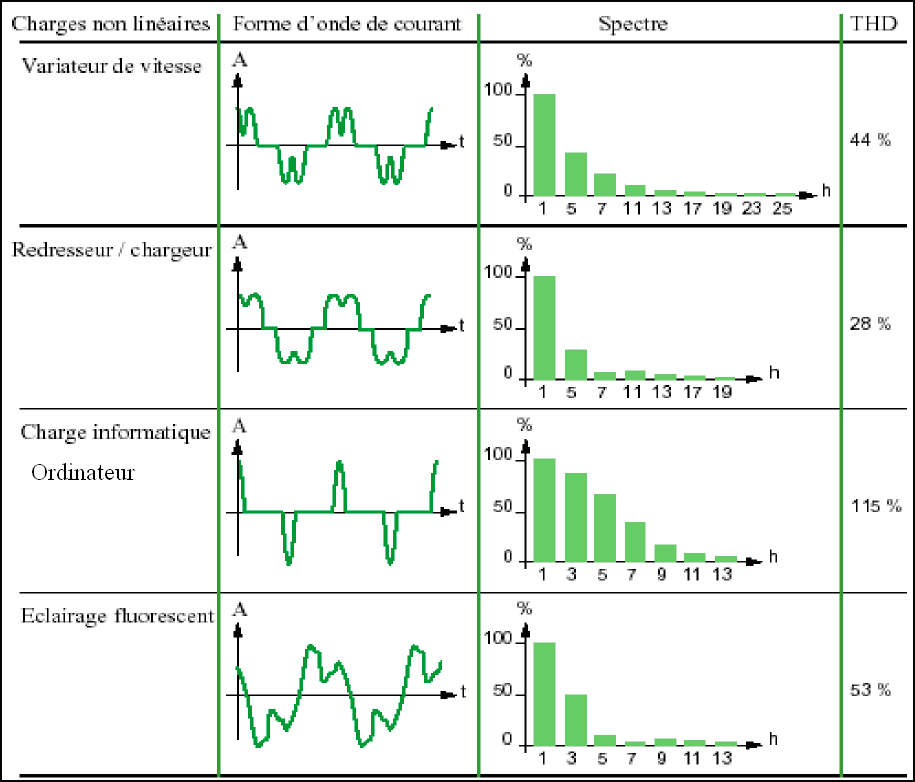 Charges non linéaires Forme d'onde de courant Spectre THD
Variateur de vitesse
A
t
%
100
50
0
h
1 5 7 11 13 17 19 23 25
44 %
Redresseur / chargeur
A
t
%
100
50
0
h
1 5 7 11 13 17 19
28 %
Charge informatique
Ordinateur
A
t
%
100
50
0
h
1 3 5 7 9 11 13
115 %
Eclairage fluorescent
A
t
%
100
50
0
h
1 3 5 7 9 11 13
53 %